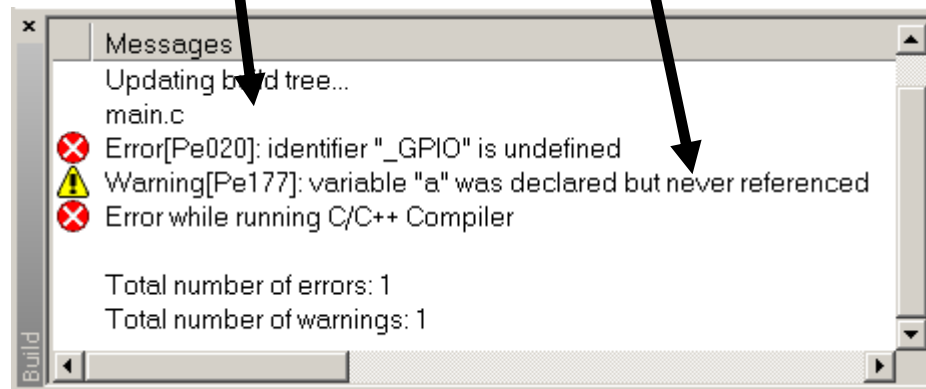 Messages
Updating build tree...
main.c
Error[Pe020]: identifier "_GPIO" is undefined
Warning[Pe177]: variable "a" was declared but never referenced
Error while running C/C++ Compiler
Total number of errors: 1
Total number of warnings: 1
Build